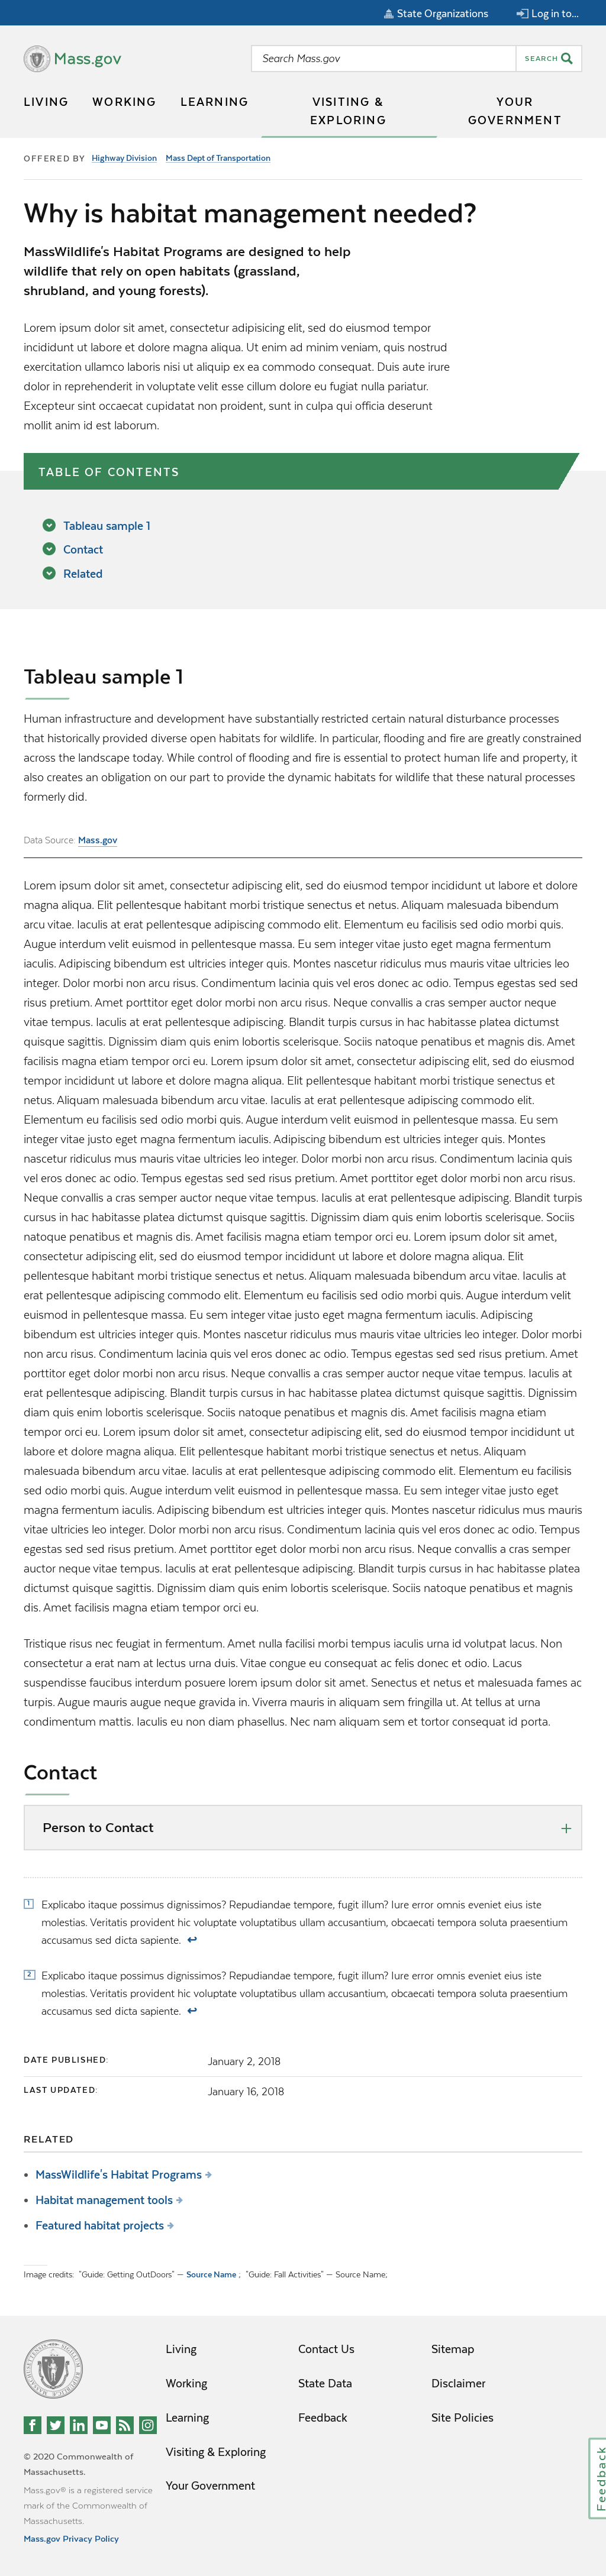 State Organizations
Log in to...
Mass.gov
Search Mass.gov
SEARCH
LIVING
WORKING
LEARNING
VISITING &
EXPLORING
YOUR
GOVERNMENT
OFFERED BY Highway Division Mass Dept of Transportation
Why is habitat management needed?
MassWildlife's Habitat Programs are designed to help
wildlife that rely on open habitats (grassland,
shrubland, and young forests).
Lorem ipsum dolor sit amet, consectetur adipisicing elit, sed do eiusmod tempor
incididunt ut labore et dolore magna aliqua. Ut enim ad minim veniam, quis nostrud
exercitation ullamco laboris nisi ut aliquip ex ea commodo consequat. Duis aute irure
dolor in reprehenderit in voluptate velit esse cillum dolore eu fugiat nulla pariatur.
Excepteur sint occaecat cupidatat non proident, sunt in culpa qui officia deserunt
mollit anim id est laborum.
TABLE OF CONTENTS
Tableau sample 1
Contact
Related
Tableau sample 1
Human infrastructure and development have substantially restricted certain natural disturbance processes
that historically provided diverse open habitats for wildlife. In particular, flooding and fire are greatly constrained
across the landscape today. While control of flooding and fire is essential to protect human life and property, it
also creates an obligation on our part to provide the dynamic habitats for wildlife that these natural processes
formerly did.
Data Source: Mass.gov
Lorem ipsum dolor sit amet, consectetur adipiscing elit, sed do eiusmod tempor incididunt ut labore et dolore
magna aliqua. Elit pellentesque habitant morbi tristique senectus et netus. Aliquam malesuada bibendum
arcu vitae. Iaculis at erat pellentesque adipiscing commodo elit. Elementum eu facilisis sed odio morbi quis.
Augue interdum velit euismod in pellentesque massa. Eu sem integer vitae justo eget magna fermentum
iaculis. Adipiscing bibendum est ultricies integer quis. Montes nascetur ridiculus mus mauris vitae ultricies leo
integer. Dolor morbi non arcu risus. Condimentum lacinia quis vel eros donec ac odio. Tempus egestas sed sed
risus pretium. Amet porttitor eget dolor morbi non arcu risus. Neque convallis a cras semper auctor neque
vitae tempus. Iaculis at erat pellentesque adipiscing. Blandit turpis cursus in hac habitasse platea dictumst
quisque sagittis. Dignissim diam quis enim lobortis scelerisque. Sociis natoque penatibus et magnis dis. Amet
facilisis magna etiam tempor orci eu. Lorem ipsum dolor sit amet, consectetur adipiscing elit, sed do eiusmod
tempor incididunt ut labore et dolore magna aliqua. Elit pellentesque habitant morbi tristique senectus et
netus. Aliquam malesuada bibendum arcu vitae. Iaculis at erat pellentesque adipiscing commodo elit.
Elementum eu facilisis sed odio morbi quis. Augue interdum velit euismod in pellentesque massa. Eu sem
integer vitae justo eget magna fermentum iaculis. Adipiscing bibendum est ultricies integer quis. Montes
nascetur ridiculus mus mauris vitae ultricies leo integer. Dolor morbi non arcu risus. Condimentum lacinia quis
vel eros donec ac odio. Tempus egestas sed sed risus pretium. Amet porttitor eget dolor morbi non arcu risus.
Neque convallis a cras semper auctor neque vitae tempus. Iaculis at erat pellentesque adipiscing. Blandit turpis
cursus in hac habitasse platea dictumst quisque sagittis. Dignissim diam quis enim lobortis scelerisque. Sociis
natoque penatibus et magnis dis. Amet facilisis magna etiam tempor orci eu. Lorem ipsum dolor sit amet,
consectetur adipiscing elit, sed do eiusmod tempor incididunt ut labore et dolore magna aliqua. Elit
pellentesque habitant morbi tristique senectus et netus. Aliquam malesuada bibendum arcu vitae. Iaculis at
erat pellentesque adipiscing commodo elit. Elementum eu facilisis sed odio morbi quis. Augue interdum velit
euismod in pellentesque massa. Eu sem integer vitae justo eget magna fermentum iaculis. Adipiscing
bibendum est ultricies integer quis. Montes nascetur ridiculus mus mauris vitae ultricies leo integer. Dolor morbi
non arcu risus. Condimentum lacinia quis vel eros donec ac odio. Tempus egestas sed sed risus pretium. Amet
porttitor eget dolor morbi non arcu risus. Neque convallis a cras semper auctor neque vitae tempus. Iaculis at
erat pellentesque adipiscing. Blandit turpis cursus in hac habitasse platea dictumst quisque sagittis. Dignissim
diam quis enim lobortis scelerisque. Sociis natoque penatibus et magnis dis. Amet facilisis magna etiam
tempor orci eu. Lorem ipsum dolor sit amet, consectetur adipiscing elit, sed do eiusmod tempor incididunt ut
labore et dolore magna aliqua. Elit pellentesque habitant morbi tristique senectus et netus. Aliquam
malesuada bibendum arcu vitae. Iaculis at erat pellentesque adipiscing commodo elit. Elementum eu facilisis
sed odio morbi quis. Augue interdum velit euismod in pellentesque massa. Eu sem integer vitae justo eget
magna fermentum iaculis. Adipiscing bibendum est ultricies integer quis. Montes nascetur ridiculus mus mauris
vitae ultricies leo integer. Dolor morbi non arcu risus. Condimentum lacinia quis vel eros donec ac odio. Tempus
egestas sed sed risus pretium. Amet porttitor eget dolor morbi non arcu risus. Neque convallis a cras semper
auctor neque vitae tempus. Iaculis at erat pellentesque adipiscing. Blandit turpis cursus in hac habitasse platea
dictumst quisque sagittis. Dignissim diam quis enim lobortis scelerisque. Sociis natoque penatibus et magnis
dis. Amet facilisis magna etiam tempor orci eu.
Tristique risus nec feugiat in fermentum. Amet nulla facilisi morbi tempus iaculis urna id volutpat lacus. Non
consectetur a erat nam at lectus urna duis. Vitae congue eu consequat ac felis donec et odio. Lacus
suspendisse faucibus interdum posuere lorem ipsum dolor sit amet. Senectus et netus et malesuada fames ac
turpis. Augue mauris augue neque gravida in. Viverra mauris in aliquam sem fringilla ut. At tellus at urna
condimentum mattis. Iaculis eu non diam phasellus. Nec nam aliquam sem et tortor consequat id porta.
Contact
Person to Contact
1 Explicabo itaque possimus dignissimos? Repudiandae tempore, fugit illum? Iure error omnis eveniet eius iste
molestias. Veritatis provident hic voluptate voluptatibus ullam accusantium, obcaecati tempora soluta praesentium
accusamus sed dicta sapiente. ↩
2 Explicabo itaque possimus dignissimos? Repudiandae tempore, fugit illum? Iure error omnis eveniet eius iste
molestias. Veritatis provident hic voluptate voluptatibus ullam accusantium, obcaecati tempora soluta praesentium
accusamus sed dicta sapiente. ↩
DATE PUBLISHED: January 2, 2018
LAST UPDATED: January 16, 2018
RELATED
MassWildlife's Habitat Programs
Habitat management tools
Featured habitat projects
Image credits: "Guide: Getting OutDoors" — Source Name ; "Guide: Fall Activities" — Source Name;
Living
Working
Learning
Visiting & Exploring
Your Government
Contact Us
State Data
Feedback
Sitemap
Disclaimer
Site Policies
© 2020 Commonwealth of
Massachusetts.
Mass.gov® is a registered service
mark of the Commonwealth of
Massachusetts.
Mass.gov Privacy Policy
Feedback